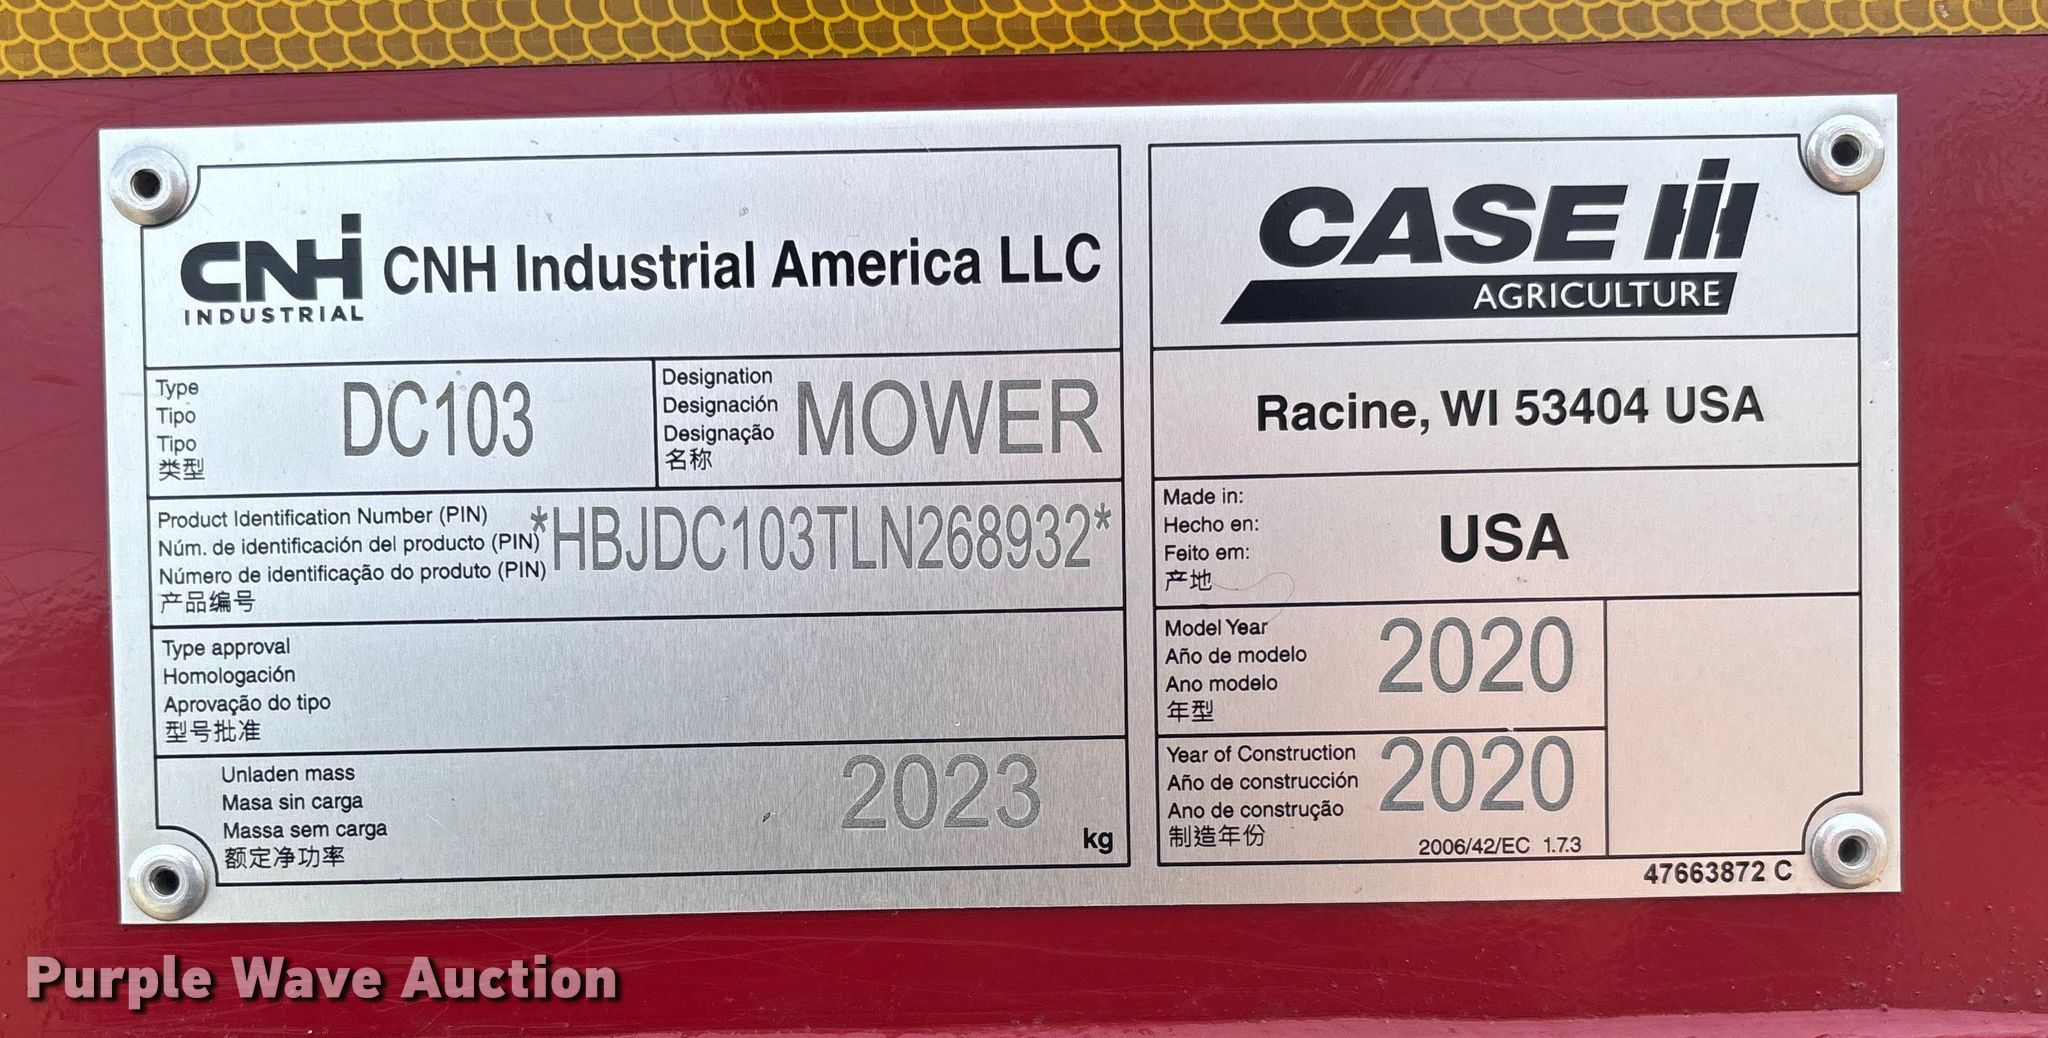 CNH
INDUSTRIAL
CNH Industrial America LLC
Type
Tipo
Tipo
类型
DC103
Designation
Designación
Designação
名称
MOWER
Product Identification Number (PIN)
Núm. de identificación del producto (PIN)
Número de identificação do produto (PIN)
产品编号
*HBJDC103TLN268932*
Type approval
Homologación
Aprovação do tipo
型号批准
Unladen mass
Masa sin carga
Massa sem carga
额定净功率
2023
kg
CASE IH
AGRICULTURE
Racine, WI 53404 USA
Made in:
Hecho en:
Feito em:
产地
USA
Model Year
Año de modelo
Ano modelo
年型
2020
Year of Construction
Año de construcción
Ano de construção
制造年份
2020
2006/42/EC 1.7.3
47663872 C
Purple Wave Auction